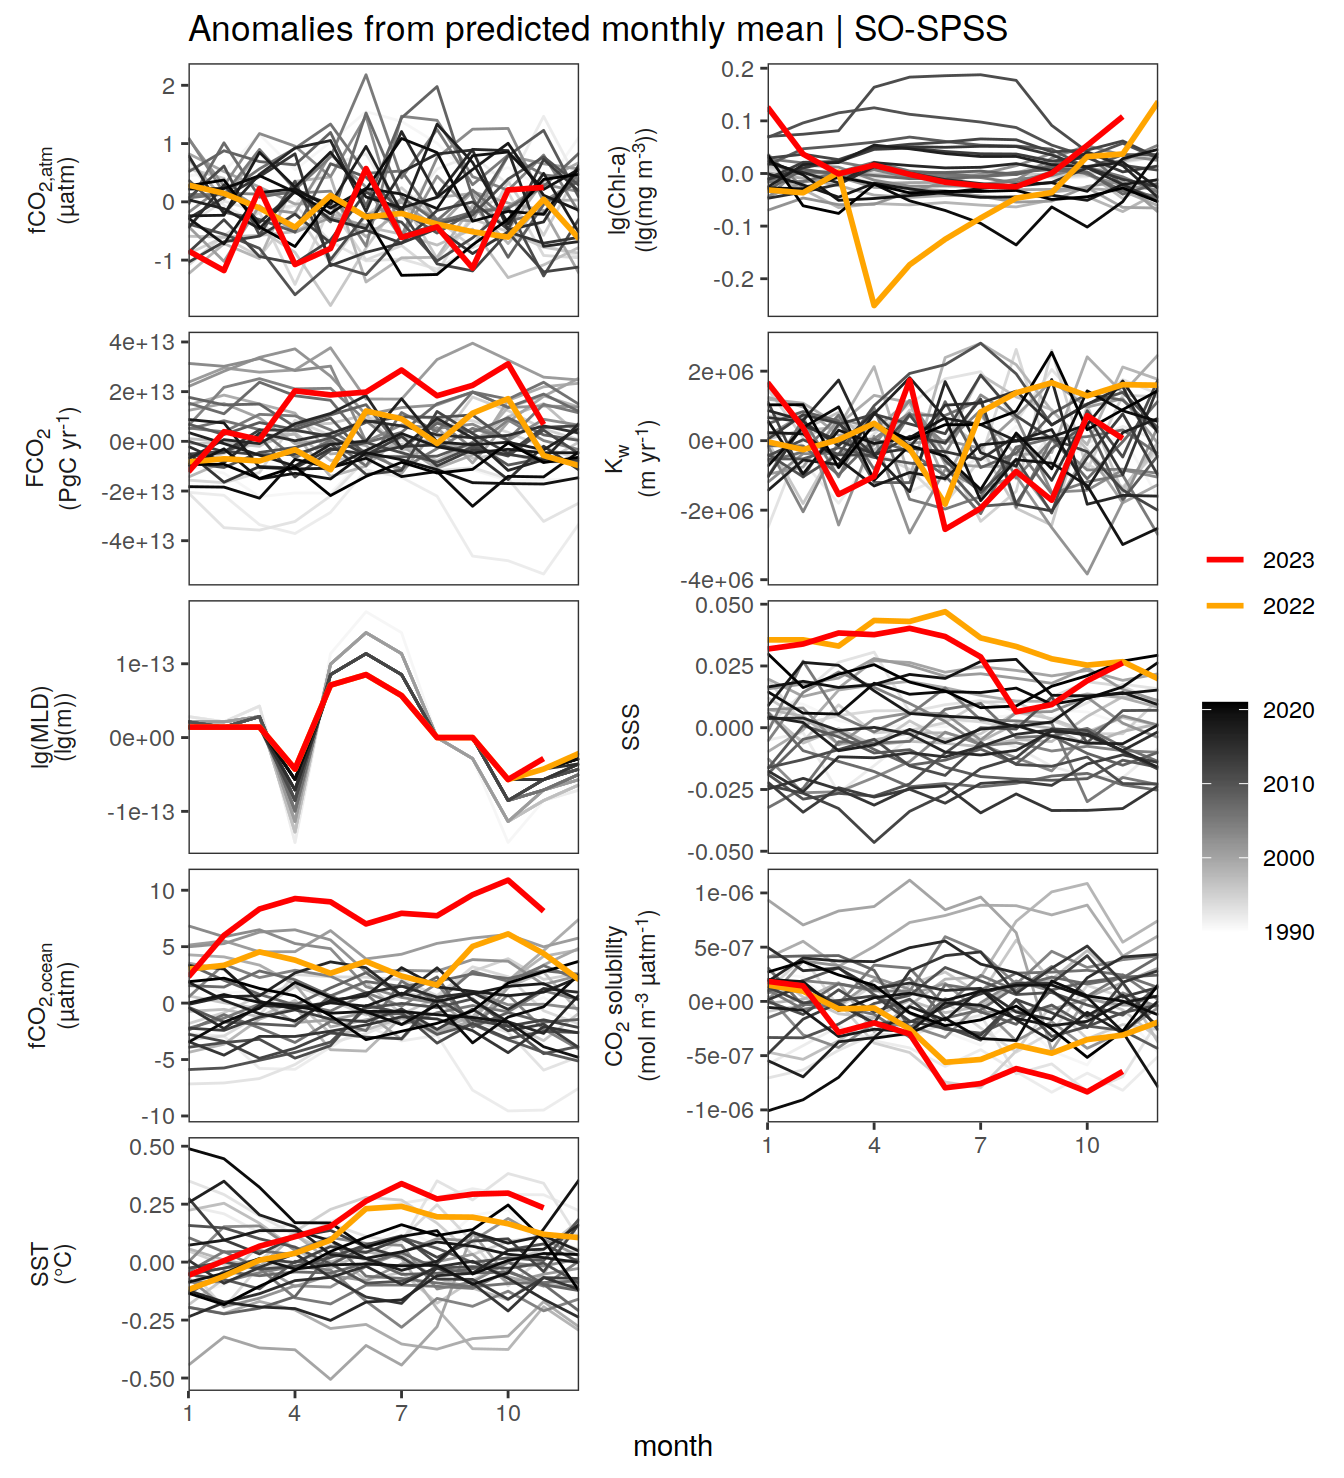 Anomalies from predicted monthly mean | SO-SPSS
fCO2,atm
(µatm)
2
1
0
-1
lg(Chl-a)
(lg(mg m-3))
0.2
0.1
0.0
-0.1
-0.2
FCO2
(PgC yr-1)
4e+13
2e+13
0e+00
-2e+13
-4e+13
Kw
(m yr-1)
2e+06
0e+00
-2e+06
-4e+06
lg(MLD)
(lg(m))
1e-13
0e+00
-1e-13
SSS
0.050
0.025
0.000
-0.025
-0.050
fCO2,ocean
(µatm)
10
5
0
-5
-10
CO2 solubility
(mol m-3 µatm-1)
1e-06
5e-07
0e+00
-5e-07
-1e-06
1 4 7 10
SST
(°C)
0.50
0.25
0.00
-0.25
-0.50
1 4 7 10
month
2023
2022
2020
2010
2000
1990